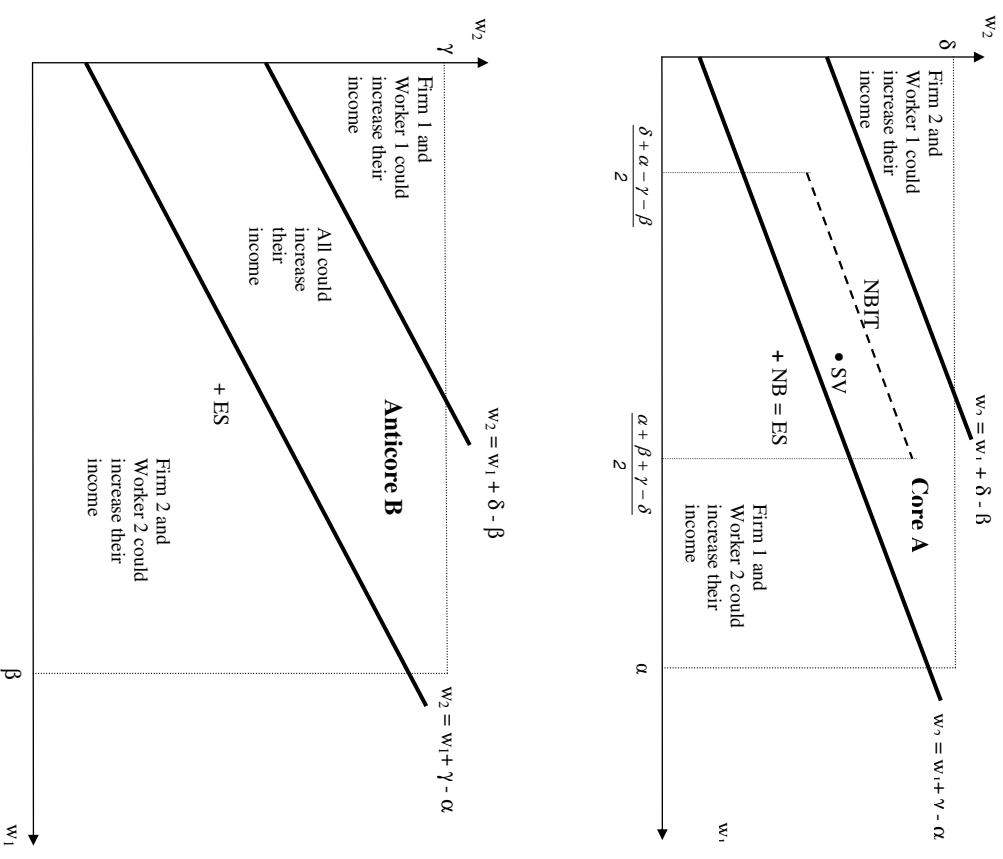 w₂
δ
Firm 2 and
Worker 1 could
increase their
income
w₂ = w₁ + δ - β
NBIT
Core A
• SV
+ NB = ES
Firm 1 and
Worker 2 could
increase their
income
w₂ = w₁ + γ - α
δ + α − γ − β
2
α + β + γ − δ
2
α
w₁
w₂
γ
Firm 1 and
Worker 1 could
increase their
income
w₂ = w₁ + δ - β
All could
increase
their
income
Anticore B
+ ES
Firm 2 and
Worker 2 could
increase their
income
w₂ = w₁+ γ - α
β
w₁